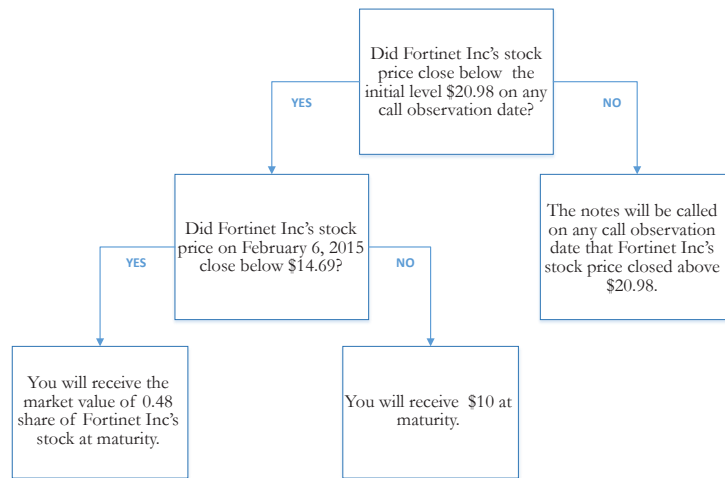 Did Fortinet Inc's stock
price close below the
initial level $20.98 on any
call observation date?
YES
NO
Did Fortinet Inc's stock
price on February 6, 2015
close below $14.69?
The notes will be called
on any call observation
date that Fortinet Inc's
stock price closed above
$20.98.
YES
NO
You will receive the
market value of 0.48
share of Fortinet Inc's
stock at maturity.
You will receive $10 at
maturity.